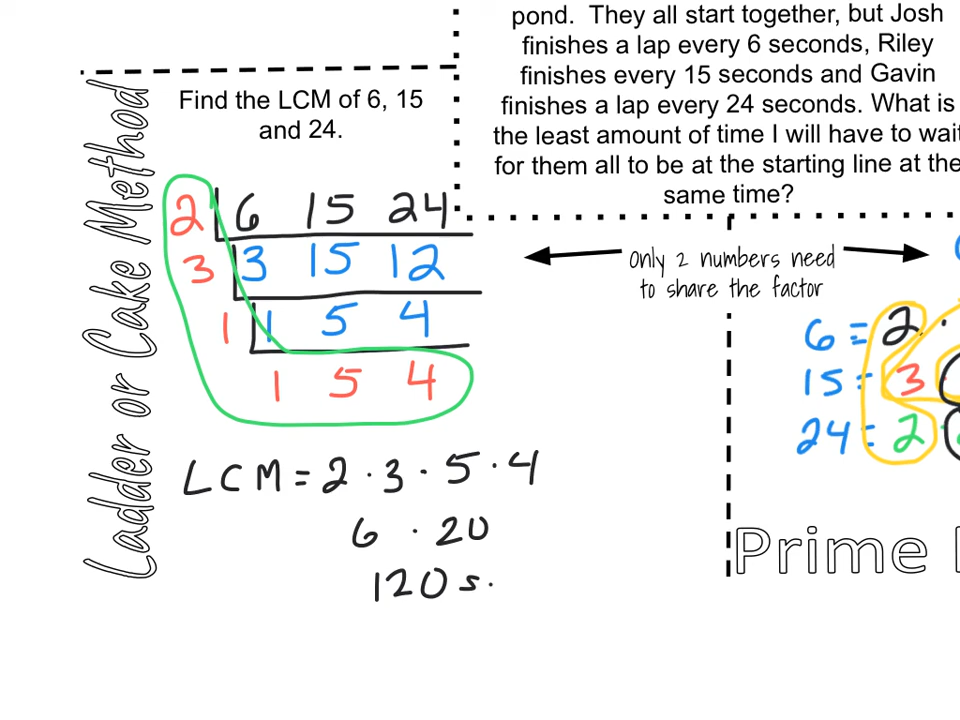 pond. They all start together, but Josh
finishes a lap every 6 seconds, Riley
finishes every 15 seconds and Gavin
finishes a lap every 24 seconds. What is
the least amount of time I will have to wait
for them all to be at the starting line at the
same time?
Ladder or Cake Method
Find the LCM of 6, 15
and 24.
2 6 15 24
3 3 15 12
1 1 5 4
1 5 4
LCM = 2 · 3 · 5 · 4
6 · 20
120 s.
Only 2 numbers need
to share the factor
6 = 2 ·
15 = 3
24 = 2
Prime